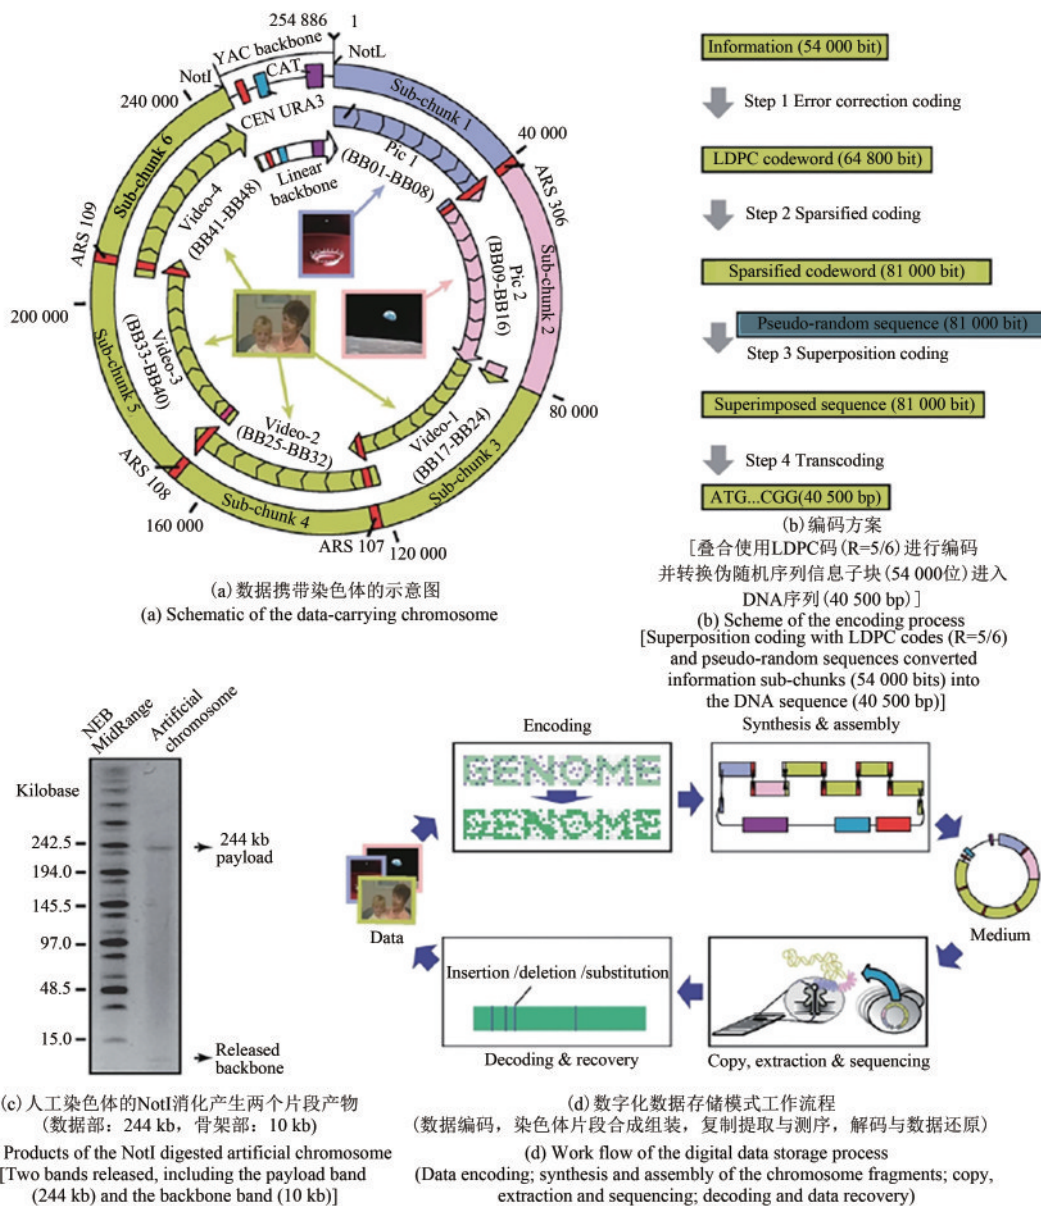 254 886
1
YAC backbone
NotI
NotL
CAT
CEN URA3
240 000
Sub-chunk 1
40 000
Pic 1
(BB01-BB08)
Linear
backbone
ARS 306
Sub-chunk 6
Video-4
(BB41-BB48)
ARS 109
Sub-chunk 2
Pic 2
(BB09-BB16)
200 000
Video-3
(BB33-BB40)
Sub-chunk 5
80 000
Video-1
(BB17-BB24)
Sub-chunk 3
Video-2
(BB25-BB32)
ARS 108
Sub-chunk 4
160 000
ARS 107
120 000
(a)数据携带染色体的示意图
(a) Schematic of the data-carrying chromosome
Information (54 000 bit)
Step 1 Error correction coding
LDPC codeword (64 800 bit)
Step 2 Sparsified coding
Sparsified codeword (81 000 bit)
Pseudo-random sequence (81 000 bit)
Step 3 Superposition coding
Superimposed sequence (81 000 bit)
Step 4 Transcoding
ATG...CGG(40 500 bp)
(b)编码方案
[叠合使用LDPC码(R=5/6)进行编码
并转换伪随机序列信息子块(54 000位)进入
DNA序列(40 500 bp)]
(b) Scheme of the encoding process
[Superposition coding with LDPC codes (R=5/6)
and pseudo-random sequences converted
information sub-chunks (54 000 bits) into
the DNA sequence (40 500 bp)]
NEB
MidRange
Artificial
chromosome
Kilobase
242.5
194.0
145.5
97.0
48.5
15.0
244 kb
payload
Released
backbone
(c)人工染色体的NotI消化产生两个片段产物
(数据部：244 kb，骨架部：10 kb)
Products of the NotI digested artificial chromosome
[Two bands released, including the payload band
(244 kb) and the backbone band (10 kb)]
Encoding
GENOME
GENOME
Synthesis & assembly
Data
Medium
Insertion /deletion /substitution
Decoding & recovery
Copy, extraction & sequencing
(d)数字化数据存储模式工作流程
(数据编码，染色体片段合成组装，复制提取与测序，解码与数据还原)
(d) Work flow of the digital data storage process
(Data encoding; synthesis and assembly of the chromosome fragments; copy,
extraction and sequencing; decoding and data recovery)